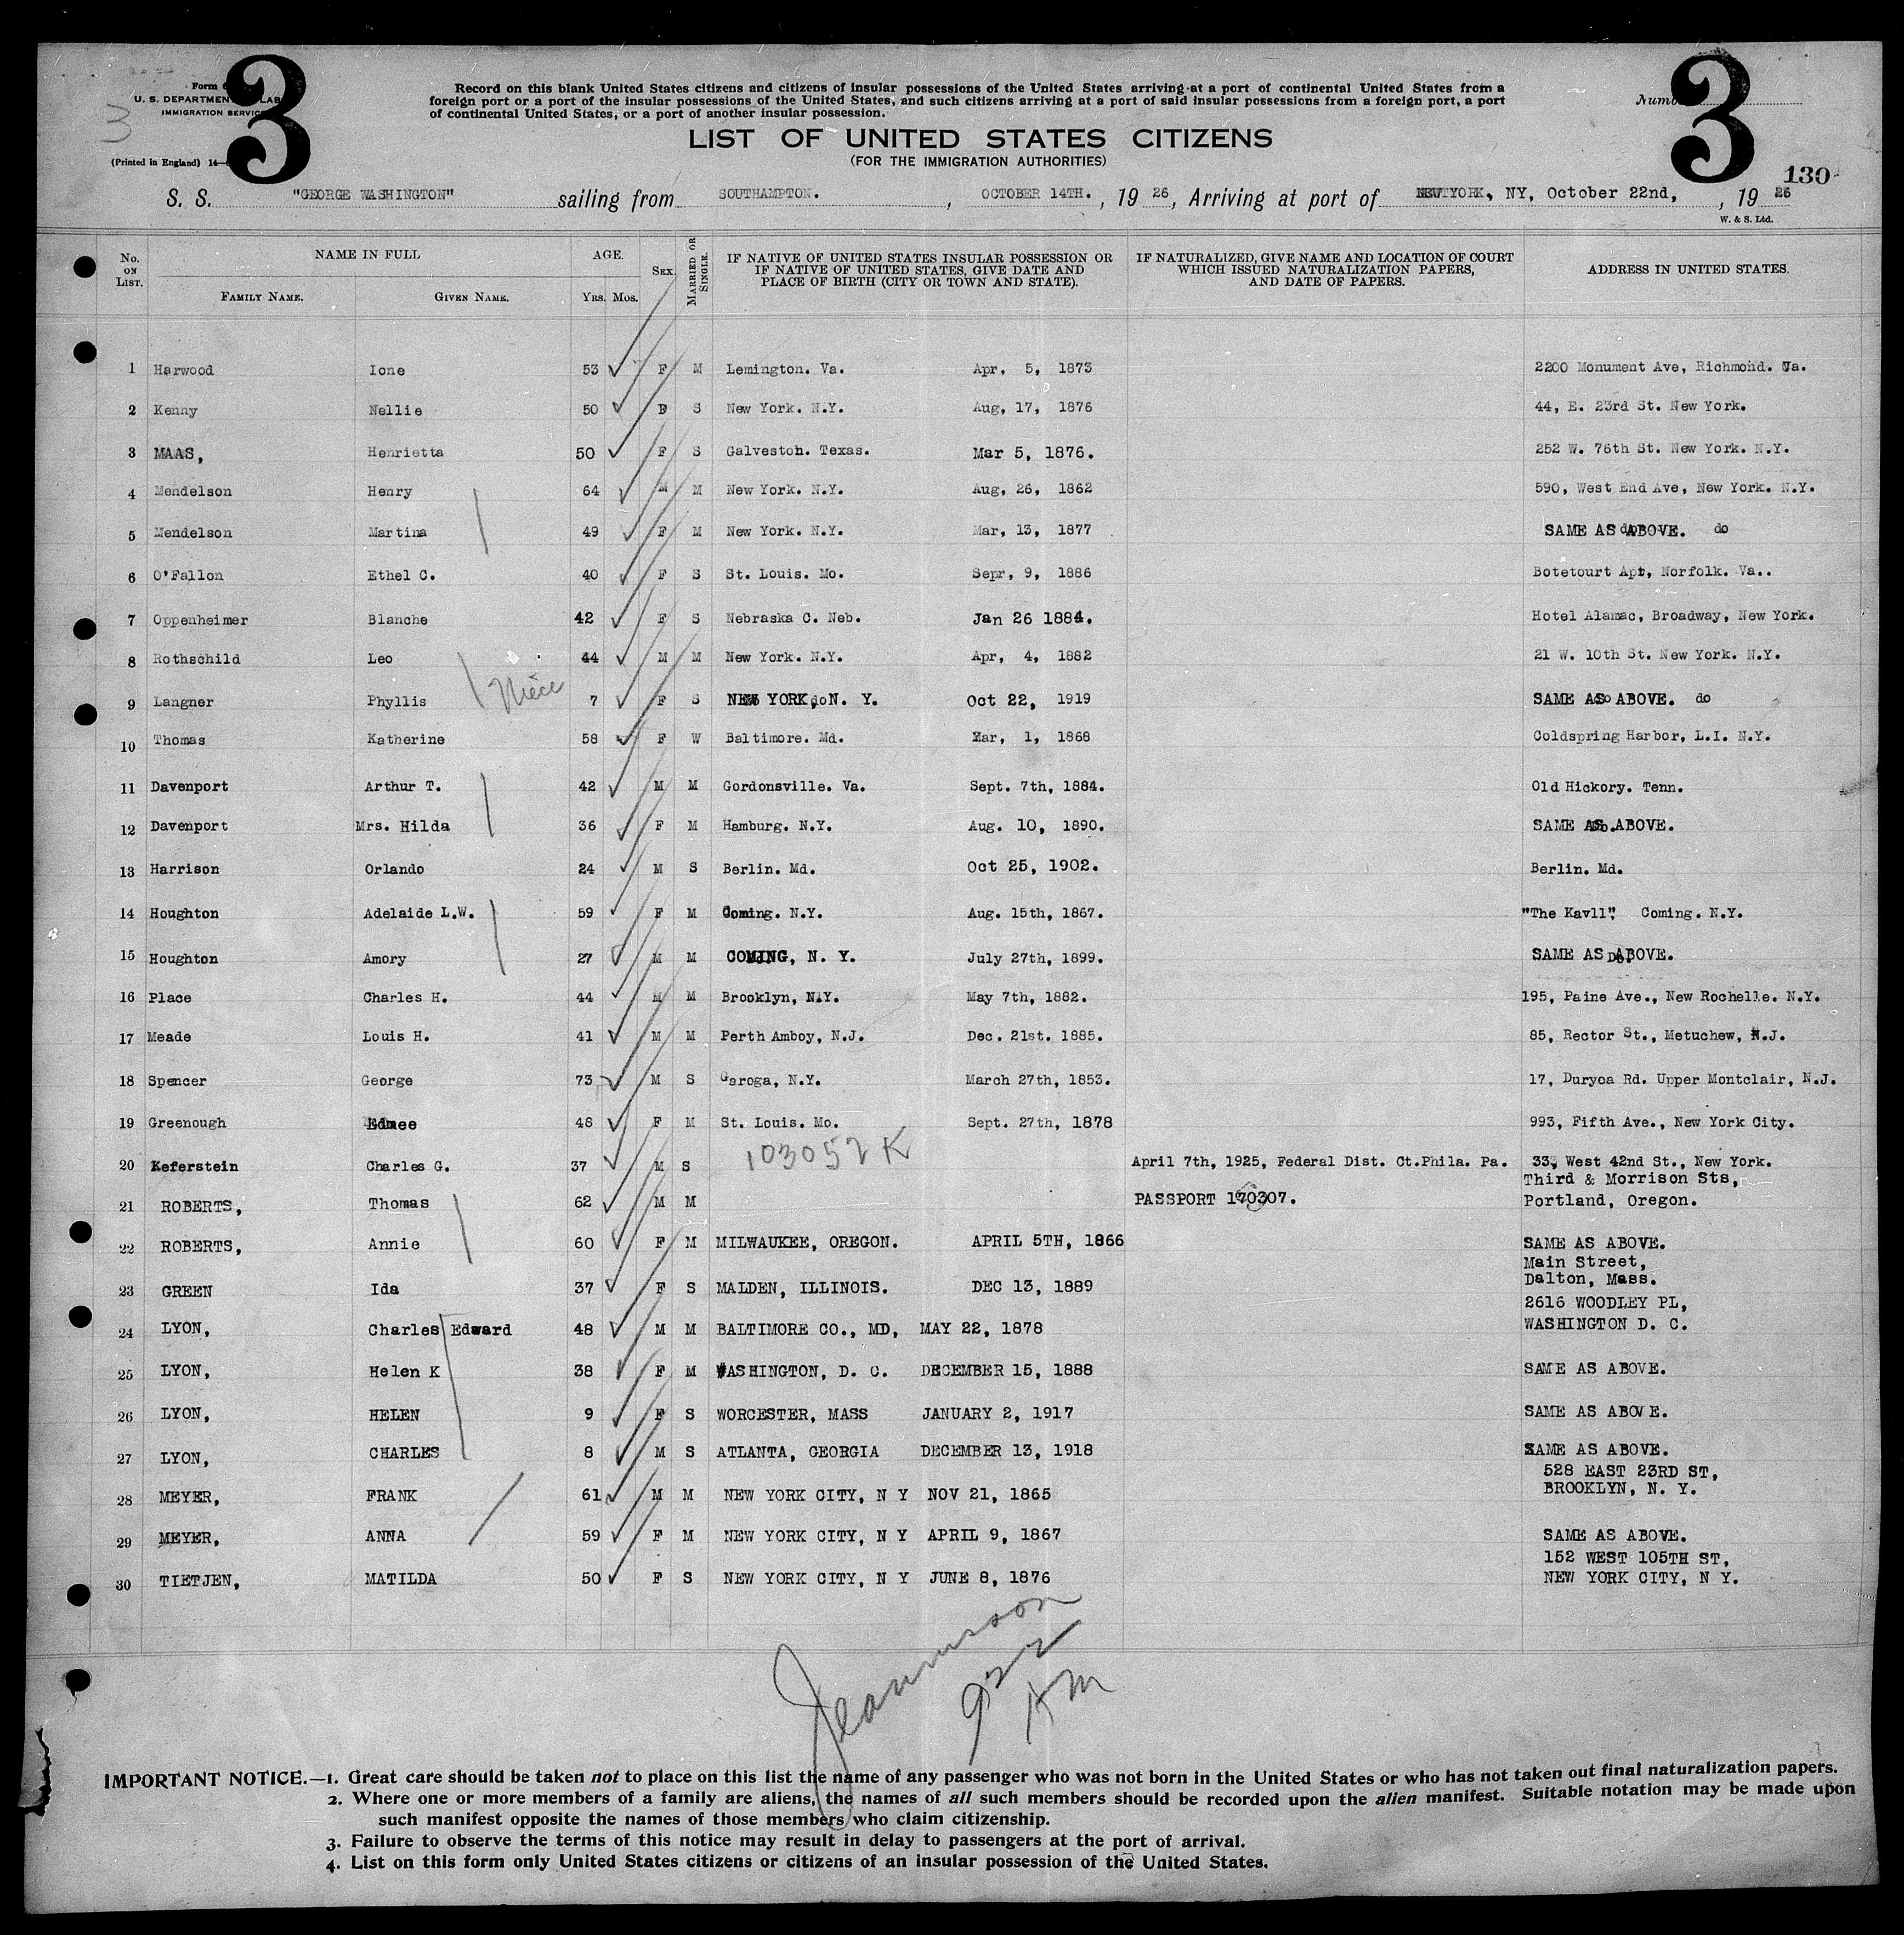 3
3
Form
U. S. DEPARTMENT LAB
IMMIGRATION SERVIC
(Printed in England) 14—
3
Record on this blank United States citizens and citizens of insular possessions of the United States arriving at a port of continental United States from a
foreign port or a port of the insular possessions of the United States, and such citizens arriving at a port of said insular possessions from a foreign port, a port
of continental United States, or a port of another insular possession.
LIST OF UNITED STATES CITIZENS
(FOR THE IMMIGRATION AUTHORITIES)
130
S. S. "GEORGE WASHINGTON" sailing from SOUTHAMPTON. , OCTOBER 14TH. , 19 26, Arriving at port of NEW YORK, NY, October 22nd, , 19 26
W. & S. Ltd.
No. ON LIST. NAME IN FULL AGE. SEX. MARRIED OR SINGLE. IF NATIVE OF UNITED STATES INSULAR POSSESSION OR IF NATIVE OF UNITED STATES, GIVE DATE AND PLACE OF BIRTH (CITY OR TOWN AND STATE). IF NATURALIZED, GIVE NAME AND LOCATION OF COURT WHICH ISSUED NATURALIZATION PAPERS, AND DATE OF PAPERS. ADDRESS IN UNITED STATES.
FAMILY NAME. GIVEN NAME. YRS. MOS.
1 Harwood Ione 53 F M Lemington. Va. Apr. 5, 1873 2200 Monument Ave, Richmond. Va.
2 Kenny Nellie 50 F S New York. N.Y. Aug, 17, 1876 44, E. 23rd St. New York.
3 MAAS, Henrietta 50 F S Galveston. Texas. Mar 5, 1876. 252 W. 76th St. New York. N.Y.
4 Mendelson Henry 64 M M New York. N.Y. Aug, 26, 1862 590, West End Ave, New York. N.Y.
5 Mendelson Martina 49 F M New York. N.Y. Mar, 13, 1877 SAME AS ABOVE. do
6 O'Fallon Ethel C. 40 F S St. Louis. Mo. Sepr, 9, 1886 Botetourt Apt, Norfolk. Va..
7 Oppenheimer Blanche 42 F S Nebraska C. Neb. Jan 26 1884. Hotel Alamac, Broadway, New York.
8 Rothschild Leo 44 M M New York. N.Y. Apr, 4, 1882 21 W. 10th St. New York. N.Y.
9 Langner Phyllis Niece 7 F S NEW YORK, N. Y. Oct 22, 1919 SAME AS ABOVE. do
10 Thomas Katherine 58 F W Baltimore. Md. Mar, 1, 1868 Coldspring Harbor, L.I. N.Y.
11 Davenport Arthur T. 42 M M Gordonsville. Va. Sept. 7th, 1884. Old Hickory. Tenn.
12 Davenport Mrs. Hilda 36 F M Hamburg. N.Y. Aug. 10, 1890. SAME AS ABOVE.
13 Harrison Orlando 24 M S Berlin. Md. Oct 25, 1902. Berlin. Md.
14 Houghton Adelaide L.W. 59 F M Coming. N.Y. Aug. 15th, 1867. "The Kavll", Coming. N.Y.
15 Houghton Amory 27 M M COMING, N. Y. July 27th, 1899. SAME AS ABOVE.
16 Place Charles H. 44 M M Brooklyn, N.Y. May 7th, 1882. 195, Paine Ave., New Rochelle. N.Y.
17 Meade Louis H. 41 M M Perth Amboy, N.J. Dec. 21st. 1885. 85, Rector St., Metuchew, N.J.
18 Spencer George 73 M S Garoga, N.Y. March 27th, 1853. 17, Duryoa Rd. Upper Montclair, N.J.
19 Greenough Edmee 48 F M St. Louis. Mo. Sept. 27th, 1878 993, Fifth Ave., New York City.
20 Keferstein Charles G. 37 M S 103052 K April 7th, 1925, Federal Dist. Ct.Phila. Pa. 33, West 42nd St., New York.
Third & Morrison Sts,
21 ROBERTS, Thomas 62 M M PASSPORT 170307. Portland, Oregon.
22 ROBERTS, Annie 60 F M MILWAUKEE, OREGON. APRIL 5TH, 1866 SAME AS ABOVE.
Main Street,
23 GREEN Ida 37 F S MALDEN, ILLINOIS. DEC 13, 1889 Dalton, Mass.
2616 WOODLEY PL,
24 LYON, Charles Edward 48 M M BALTIMORE CO., MD, MAY 22, 1878 WASHINGTON D. C.
25 LYON, Helen K 38 F M WASHINGTON, D. C. DECEMBER 15, 1888 SAME AS ABOVE.
26 LYON, HELEN 9 F S WORCESTER, MASS JANUARY 2, 1917 SAME AS ABOVE.
27 LYON, CHARLES 8 M S ATLANTA, GEORGIA DECEMBER 13, 1918 SAME AS ABOVE.
528 EAST 23RD ST,
28 MEYER, FRANK 61 M M NEW YORK CITY, N Y NOV 21, 1865 BROOKLYN, N. Y.
29 MEYER, ANNA 59 F M NEW YORK CITY, N Y APRIL 9, 1867 SAME AS ABOVE.
152 WEST 105TH ST,
30 TIETJEN, MATILDA 50 F S NEW YORK CITY, N Y JUNE 8, 1876 NEW YORK CITY, N Y.
922
AM
IMPORTANT NOTICE.—1. Great care should be taken not to place on this list the name of any passenger who was not born in the United States or who has not taken out final naturalization papers.
2. Where one or more members of a family are aliens, the names of all such members should be recorded upon the alien manifest. Suitable notation may be made upon
such manifest opposite the names of those members who claim citizenship.
3. Failure to observe the terms of this notice may result in delay to passengers at the port of arrival.
4. List on this form only United States citizens or citizens of an insular possession of the United States.